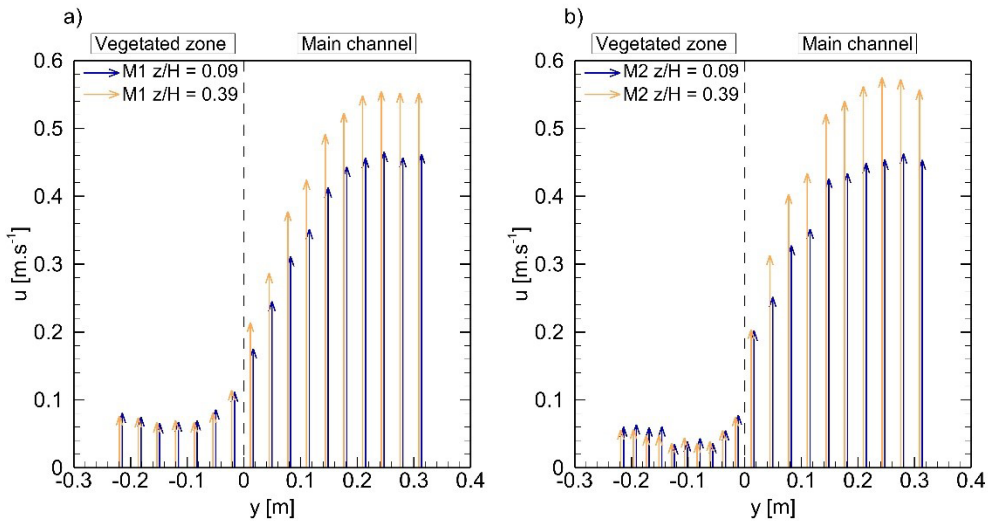 a)
Vegetated zone
Main channel
0.6
M1 z/H = 0.09
M1 z/H = 0.39
0.5
0.4
u [m.s⁻¹]
0.3
0.2
0.1
0
-0.3
-0.2
-0.1
0
0.1
0.2
0.3
0.4
y [m]
b)
Vegetated zone
Main channel
0.6
M2 z/H = 0.09
M2 z/H = 0.39
0.5
0.4
u [m.s⁻¹]
0.3
0.2
0.1
0
-0.3
-0.2
-0.1
0
0.1
0.2
0.3
0.4
y [m]